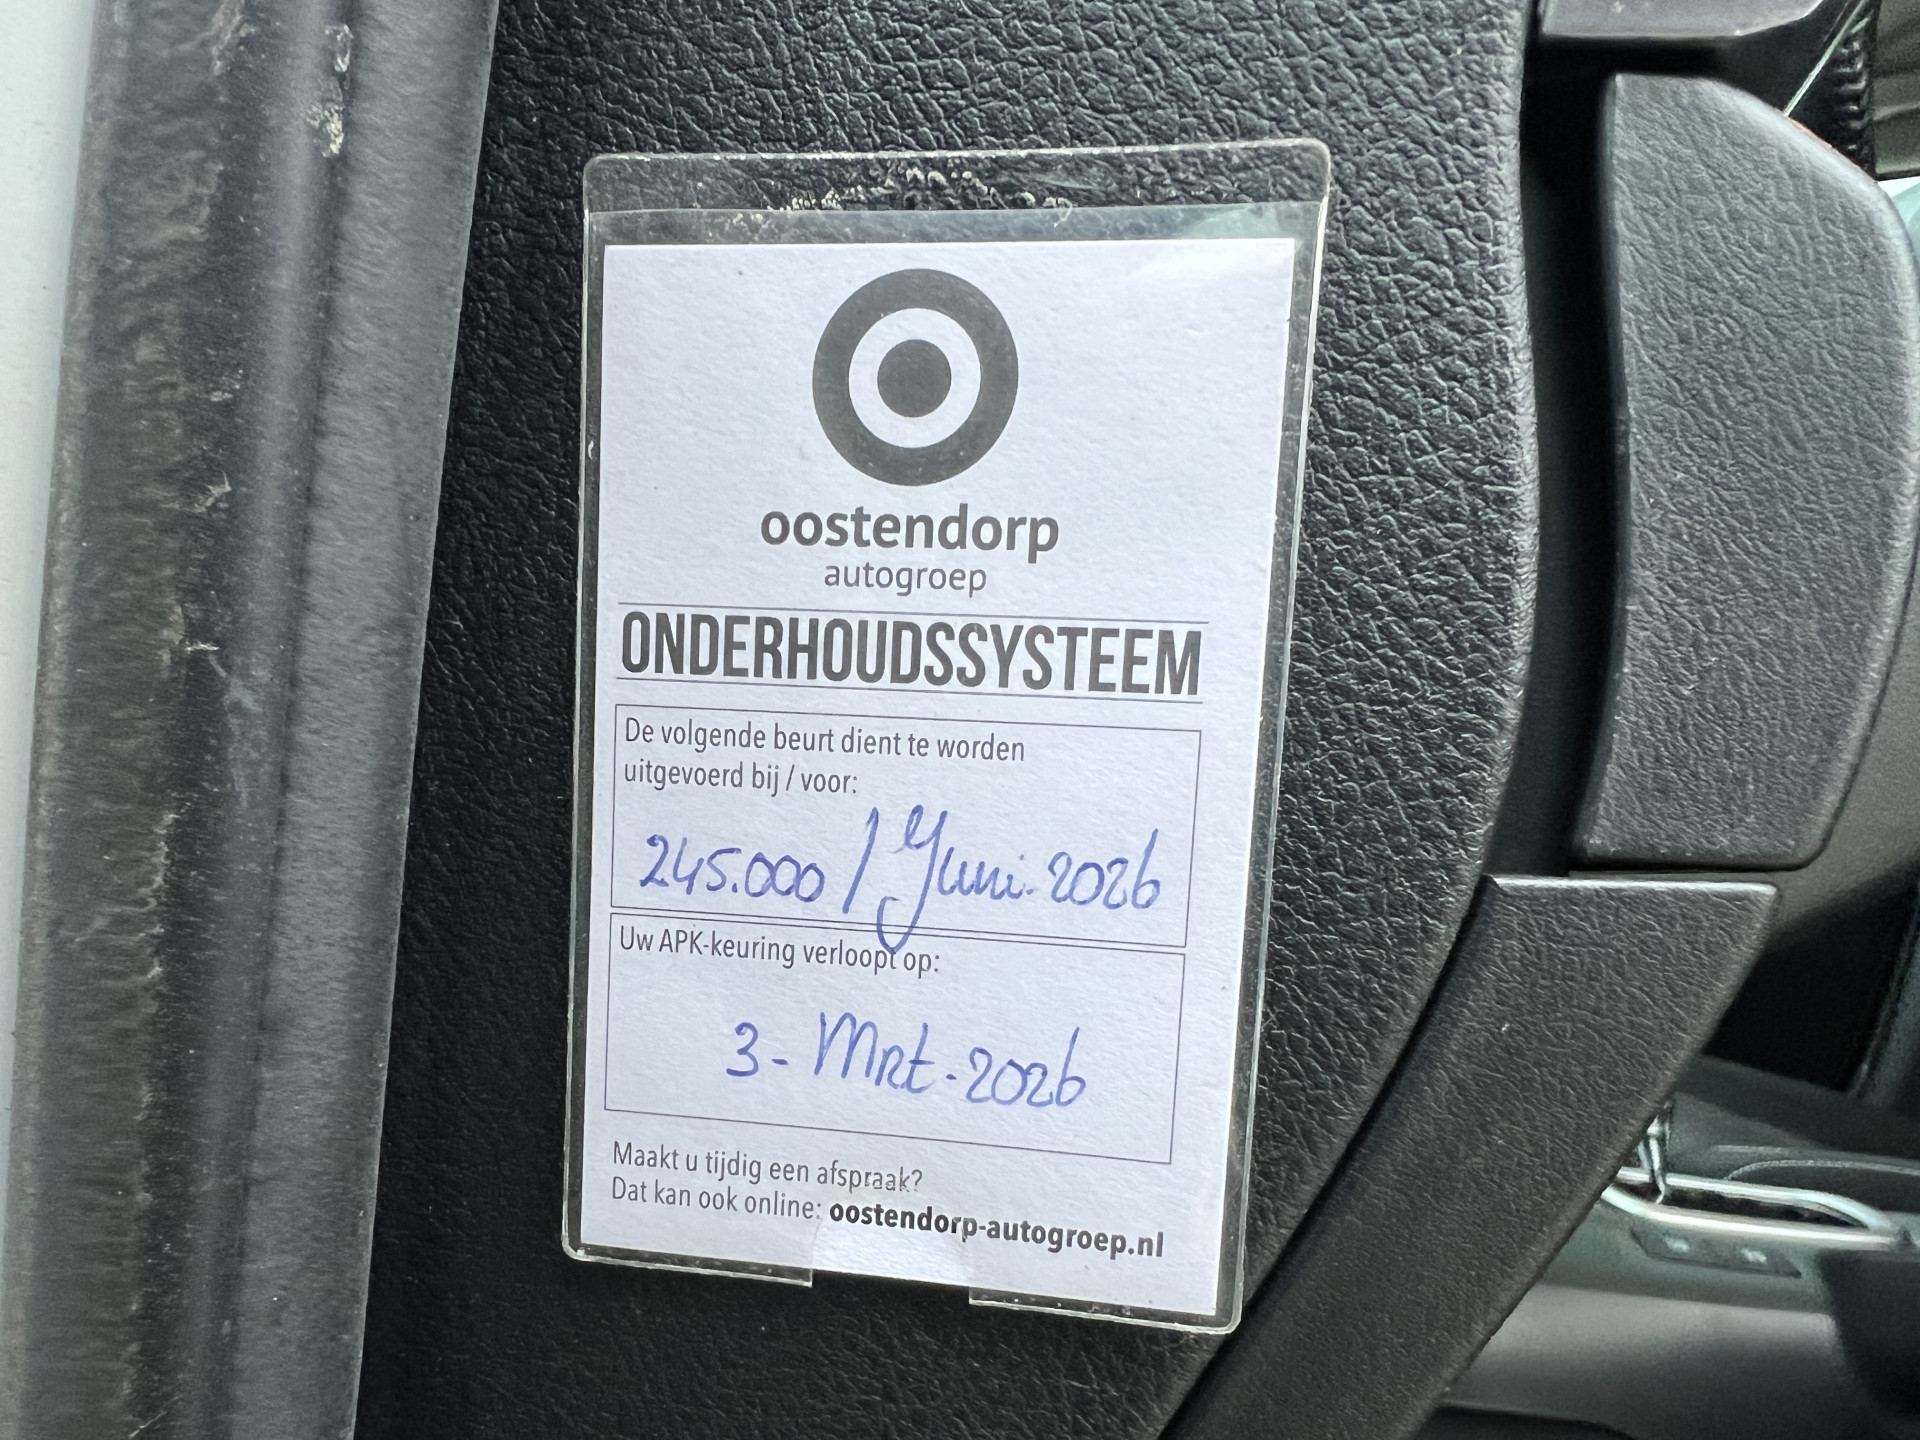 oostendorp
autogroep
ONDERHOUDSSYSTEEM
De volgende beurt dient te worden
uitgevoerd bij / voor:
245.000 / Juni-2026
Uw APK-keuring verloopt op:
3-Mrt-2026
Maakt u tijdig een afspraak?
Dat kan ook online: oostendorp-autogroep.nl